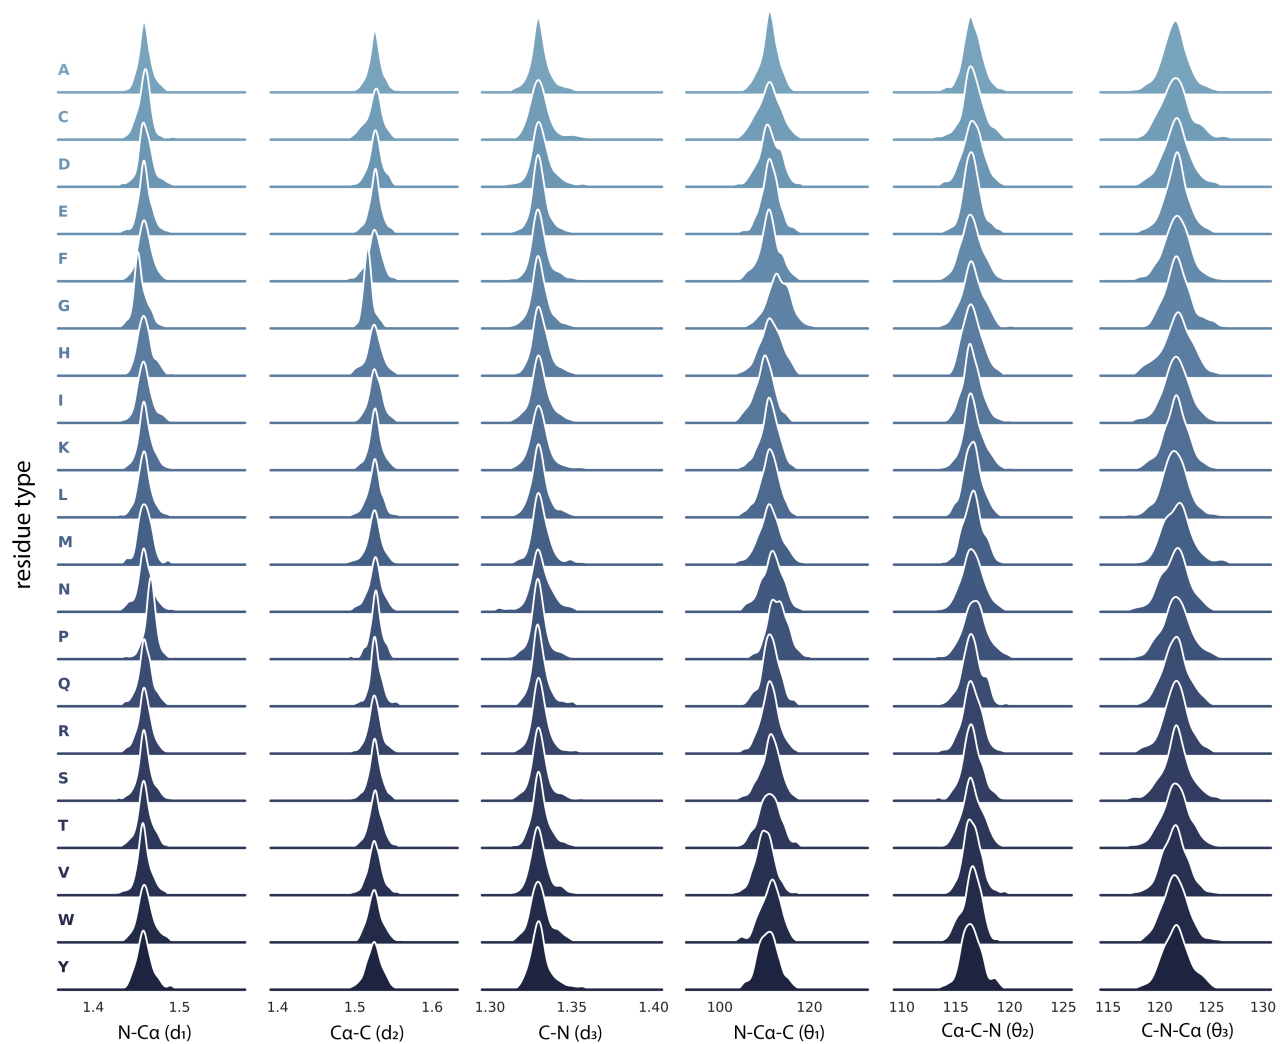 A
C
D
E
F
G
H
I
K
L
M
N
P
Q
R
S
T
V
W
Y
residue type
1.4 1.5 1.4 1.5 1.6 1.30 1.35 1.40 100 120 110 115 120 125 115 120 125 130
N-Cα (d₁) Cα-C (d₂) C-N (d₃) N-Cα-C (θ₁) Cα-C-N (θ₂) C-N-Cα (θ₃)